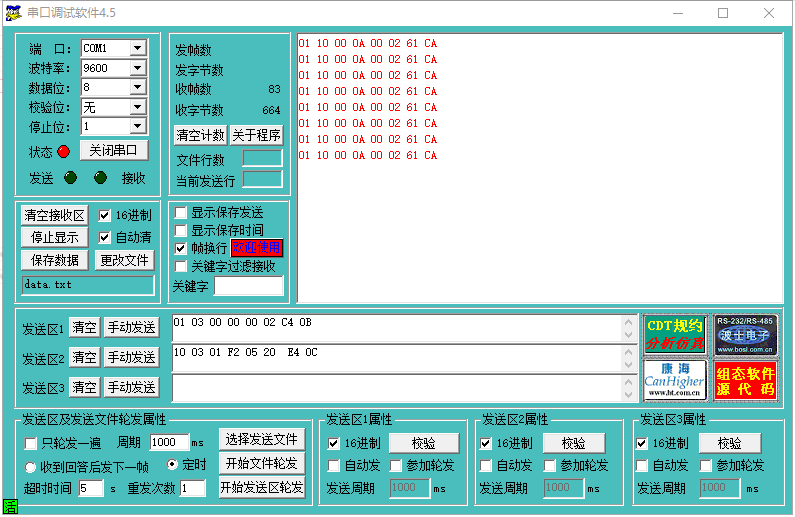 串口调试软件4.5
端 口: COM1
波特率: 9600
数据位: 8
校验位: 无
停止位: 1
状态 关闭串口
发送 接收
发帧数
发字节数
收帧数 83
收字节数 664
清空计数 关于程序
文件行数
当前发送行
01 10 00 0A 00 02 61 CA
01 10 00 0A 00 02 61 CA
01 10 00 0A 00 02 61 CA
01 10 00 0A 00 02 61 CA
01 10 00 0A 00 02 61 CA
01 10 00 0A 00 02 61 CA
01 10 00 0A 00 02 61 CA
01 10 00 0A 00 02 61 CA
清空接收区 16进制
停止显示 自动清
保存数据 更改文件
data.txt
显示保存发送
显示保存时间
帧换行 欢迎使用
关键字过滤接收
关键字
发送区1 清空 手动发送 01 03 00 00 00 02 C4 0B
发送区2 清空 手动发送 10 03 01 F2 05 20 E4 0C
发送区3 清空 手动发送
CDT规约
分析仿真
RS-232/RS-485
波士电子
www.bosi.com.cn
康海
CanHigher
www.ht.com.cn
组态软件
源代码
发送区及发送文件轮发属性
只轮发一遍 周期 1000 ms 选择发送文件
收到回答后发下一帧 定时 开始文件轮发
超时时间 5 s 重发次数 1 开始发送区轮发
发送区1属性
16进制 校验
自动发 参加轮发
发送周期 1000 ms
发送区2属性
16进制 校验
自动发 参加轮发
发送周期 1000 ms
发送区3属性
16进制 校验
自动发 参加轮发
发送周期 1000 ms
活